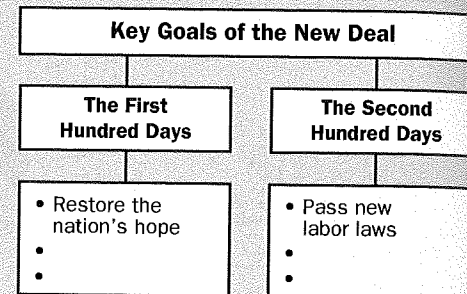 Key Goals of the New Deal
The First
Hundred Days
• Restore the
nation's hope
•
•
The Second
Hundred Days
• Pass new
labor laws
•
•